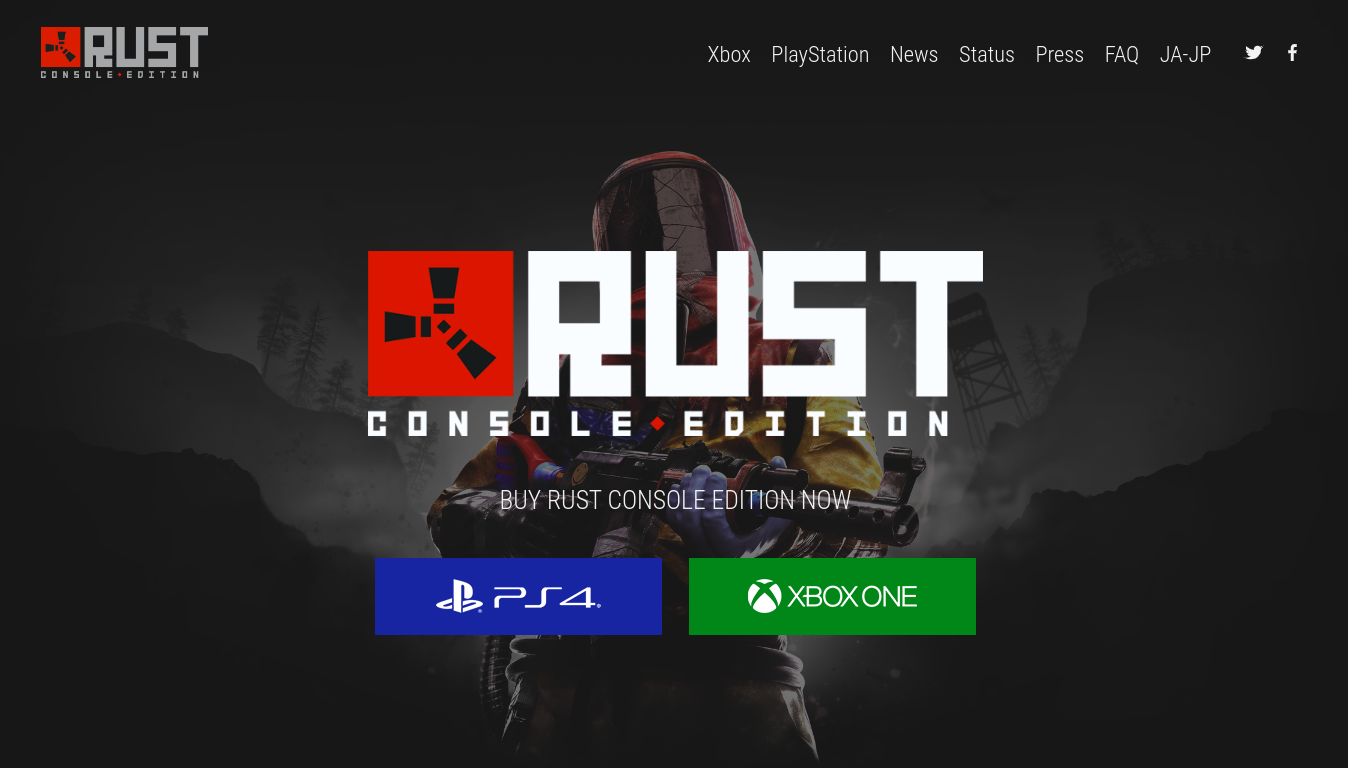 RUST
CONSOLE EDITION
Xbox PlayStation News Status Press FAQ JA-JP
RUST
CONSOLE EDITION
BUY RUST CONSOLE EDITION NOW
PS4 XBOX ONE